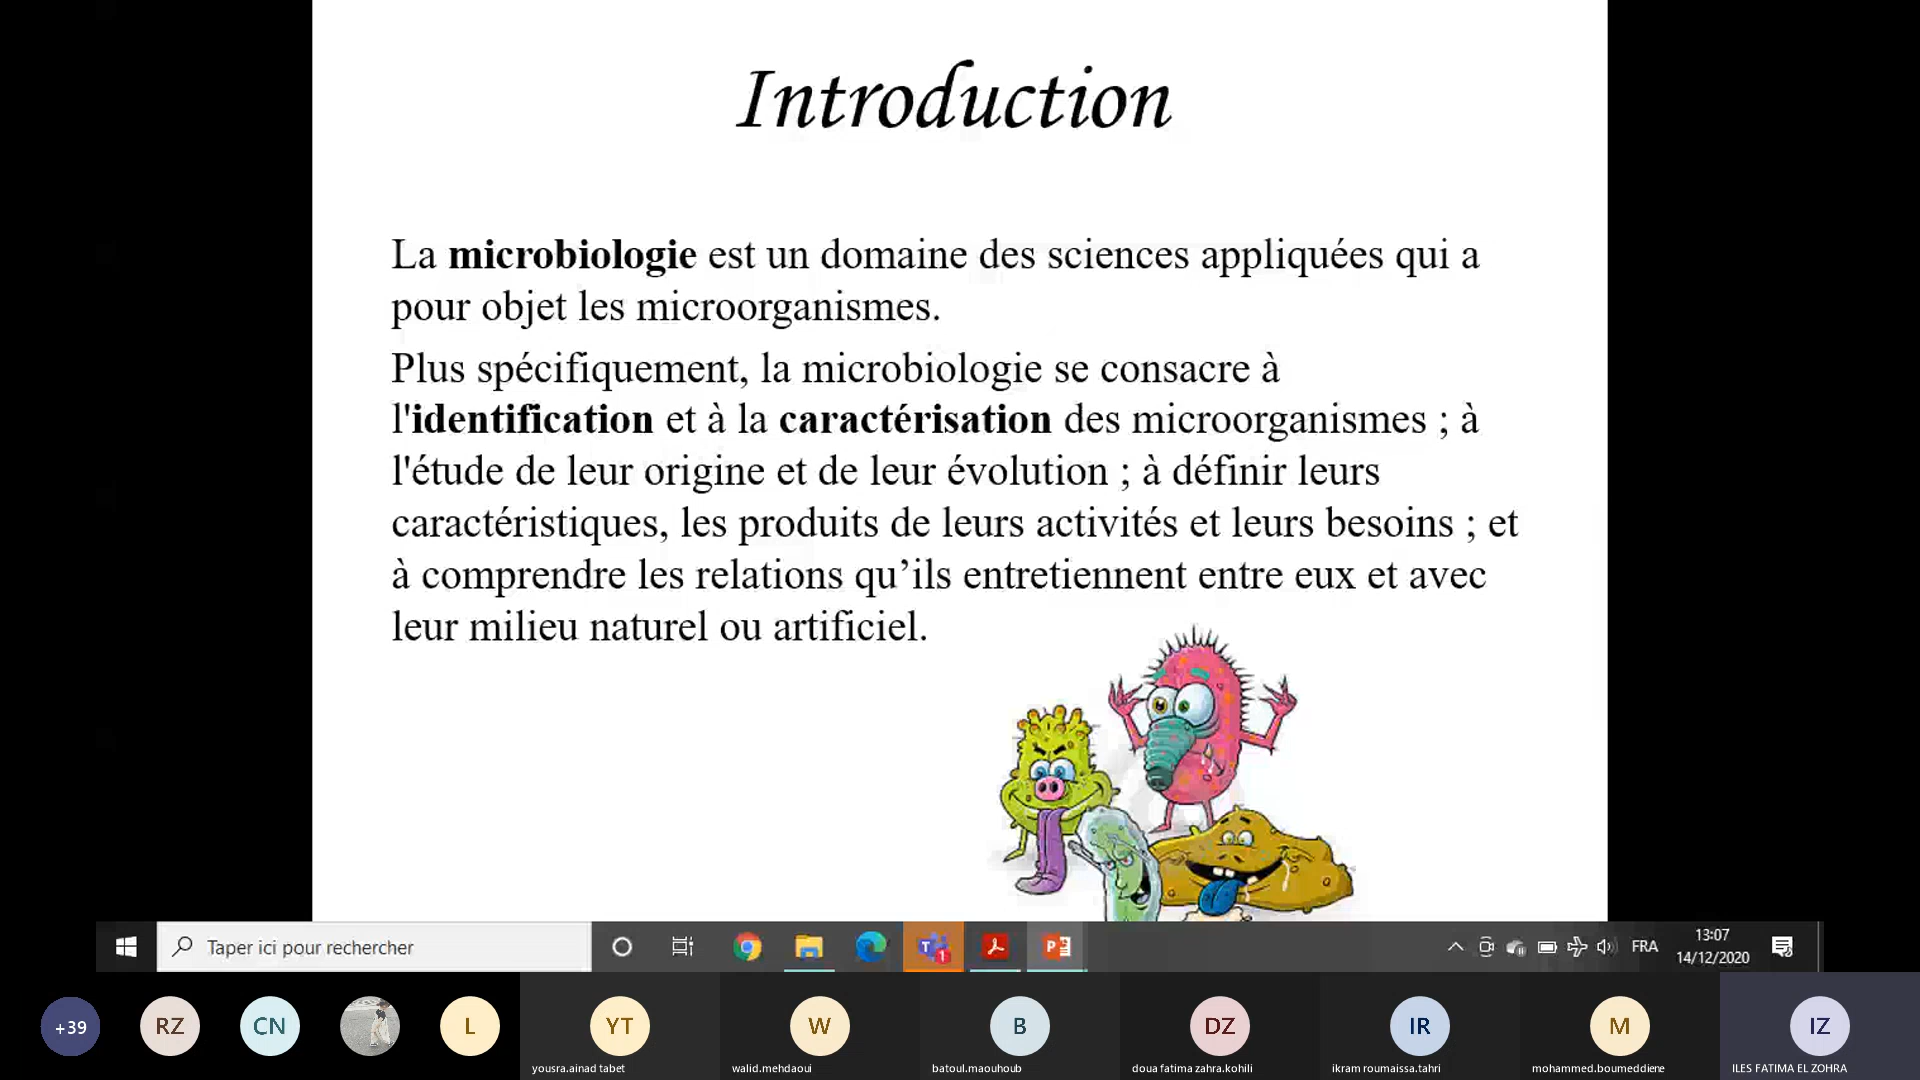 Introduction
La microbiologie est un domaine des sciences appliquées qui a
pour objet les microorganismes.
Plus spécifiquement, la microbiologie se consacre à
l'identification et à la caractérisation des microorganismes ; à
l'étude de leur origine et de leur évolution ; à définir leurs
caractéristiques, les produits de leurs activités et leurs besoins ; et
à comprendre les relations qu’ils entretiennent entre eux et avec
leur milieu naturel ou artificiel.
Taper ici pour rechercher
1
FRA
13:07
14/12/2020
+39
RZ
CN
L
YT
W
B
DZ
IR
M
IZ
yousra.ainad tabet
walid.mehdaoui
batoul.maouhoub
doua fatima zahra.kohili
ikram roumaissa.tahri
mohammed.boumeddiene
ILES FATIMA EL ZOHRA